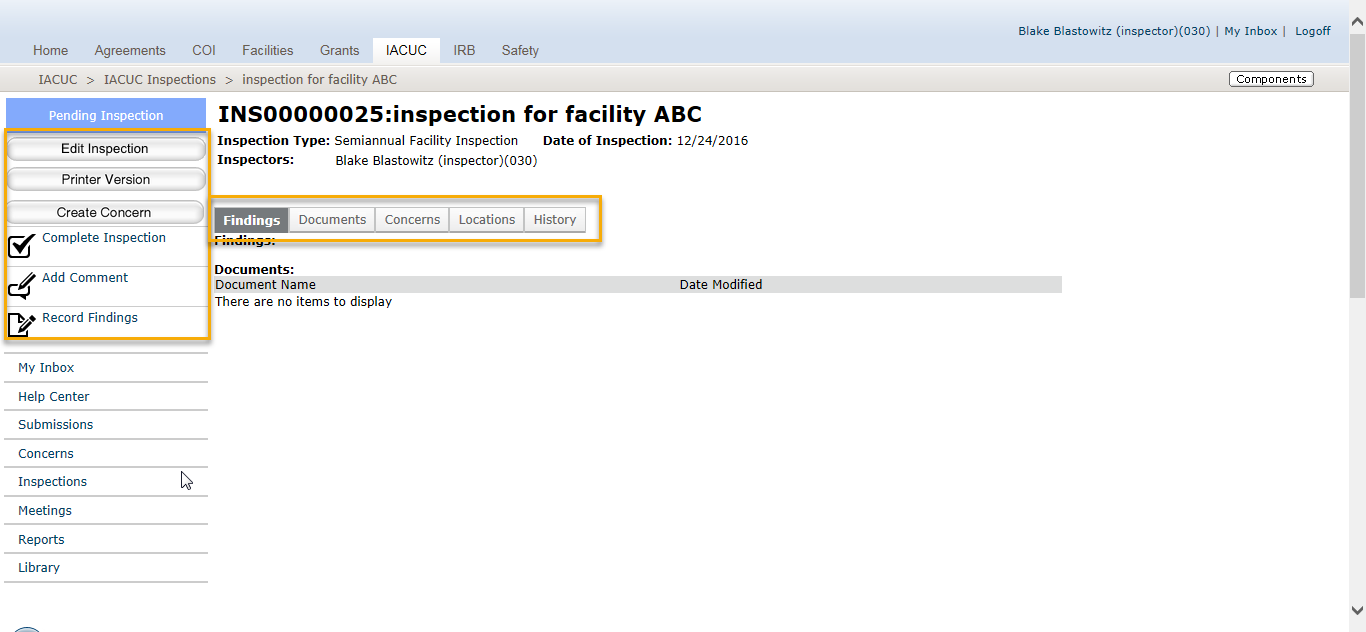 Blake Blastowitz (inspector)(030) | My Inbox | Logoff
Home Agreements COI Facilities Grants IACUC IRB Safety
IACUC > IACUC Inspections > inspection for facility ABC
Components
Pending Inspection
Edit Inspection
Printer Version
Create Concern
Complete Inspection
Add Comment
Record Findings
My Inbox
Help Center
Submissions
Concerns
Inspections
Meetings
Reports
Library
INS00000025:inspection for facility ABC
Inspection Type: Semiannual Facility Inspection Date of Inspection: 12/24/2016
Inspectors: Blake Blastowitz (inspector)(030)
Findings Documents Concerns Locations History
Findings:
Documents:
Document Name Date Modified
There are no items to display